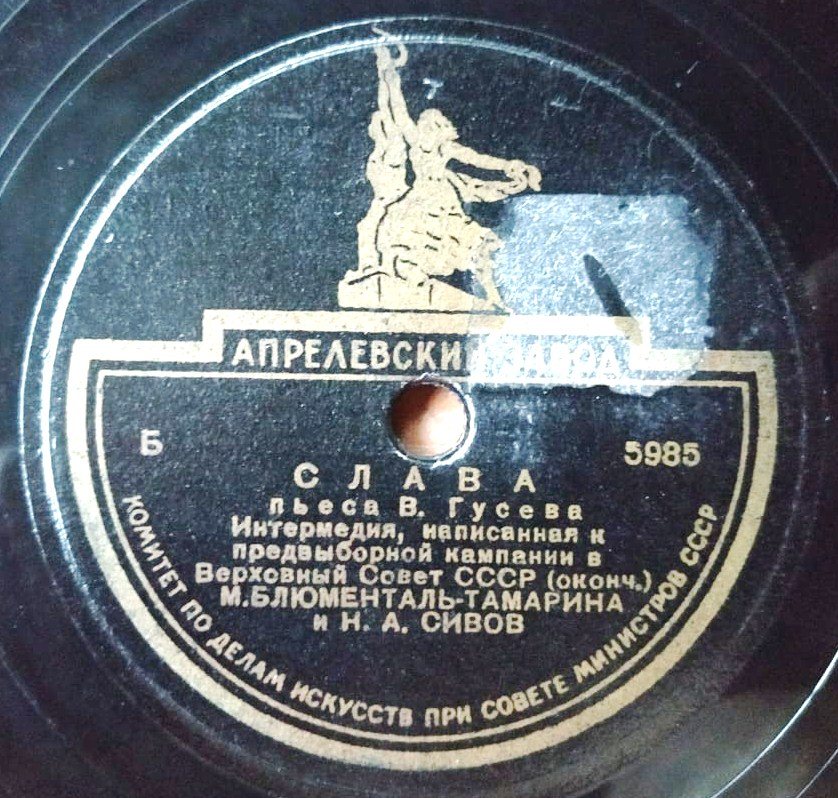 АПРЕЛЕВСКИЙ ЗАВОД
Б
5985
СЛАВА
пьеса В. Гусева
Интермедия, написанная к
предвыборной кампании в
Верховный Совет СССР (оконч.)
М.БЛЮМЕНТАЛЬ-ТАМАРИНА
и Н. А. СИВОВ
КОМИТЕТ ПО ДЕЛАМ ИСКУССТВ ПРИ СОВЕТЕ МИНИСТРОВ СССР